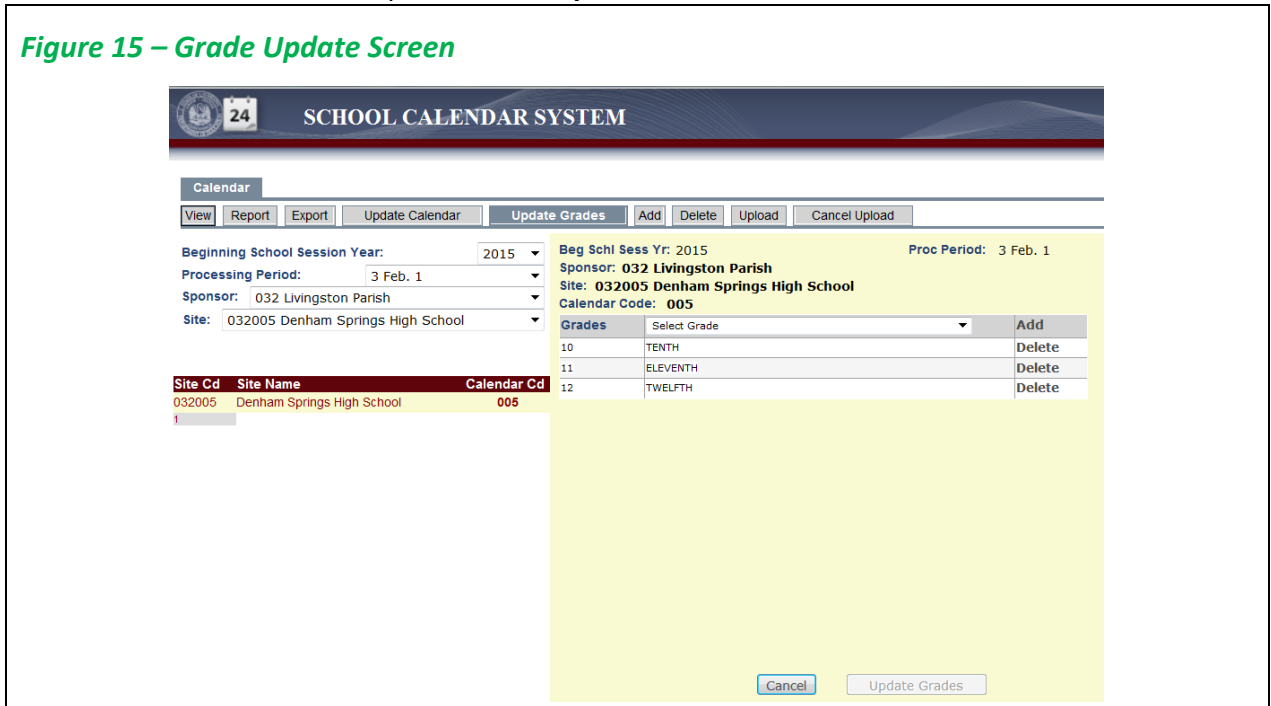 Figure 15 – Grade Update Screen
24 SCHOOL CALENDAR SYSTEM
Calendar
View Report Export Update Calendar Update Grades Add Delete Upload Cancel Upload
Beginning School Session Year: 2015
Processing Period: 3 Feb. 1
Sponsor: 032 Livingston Parish
Site: 032005 Denham Springs High School
Site Cd Site Name Calendar Cd
032005 Denham Springs High School 005
1
Beg Schl Sess Yr: 2015 Proc Period: 3 Feb. 1
Sponsor: 032 Livingston Parish
Site: 032005 Denham Springs High School
Calendar Code: 005
Grades Select Grade Add
10 TENTH Delete
11 ELEVENTH Delete
12 TWELFTH Delete
Cancel Update Grades